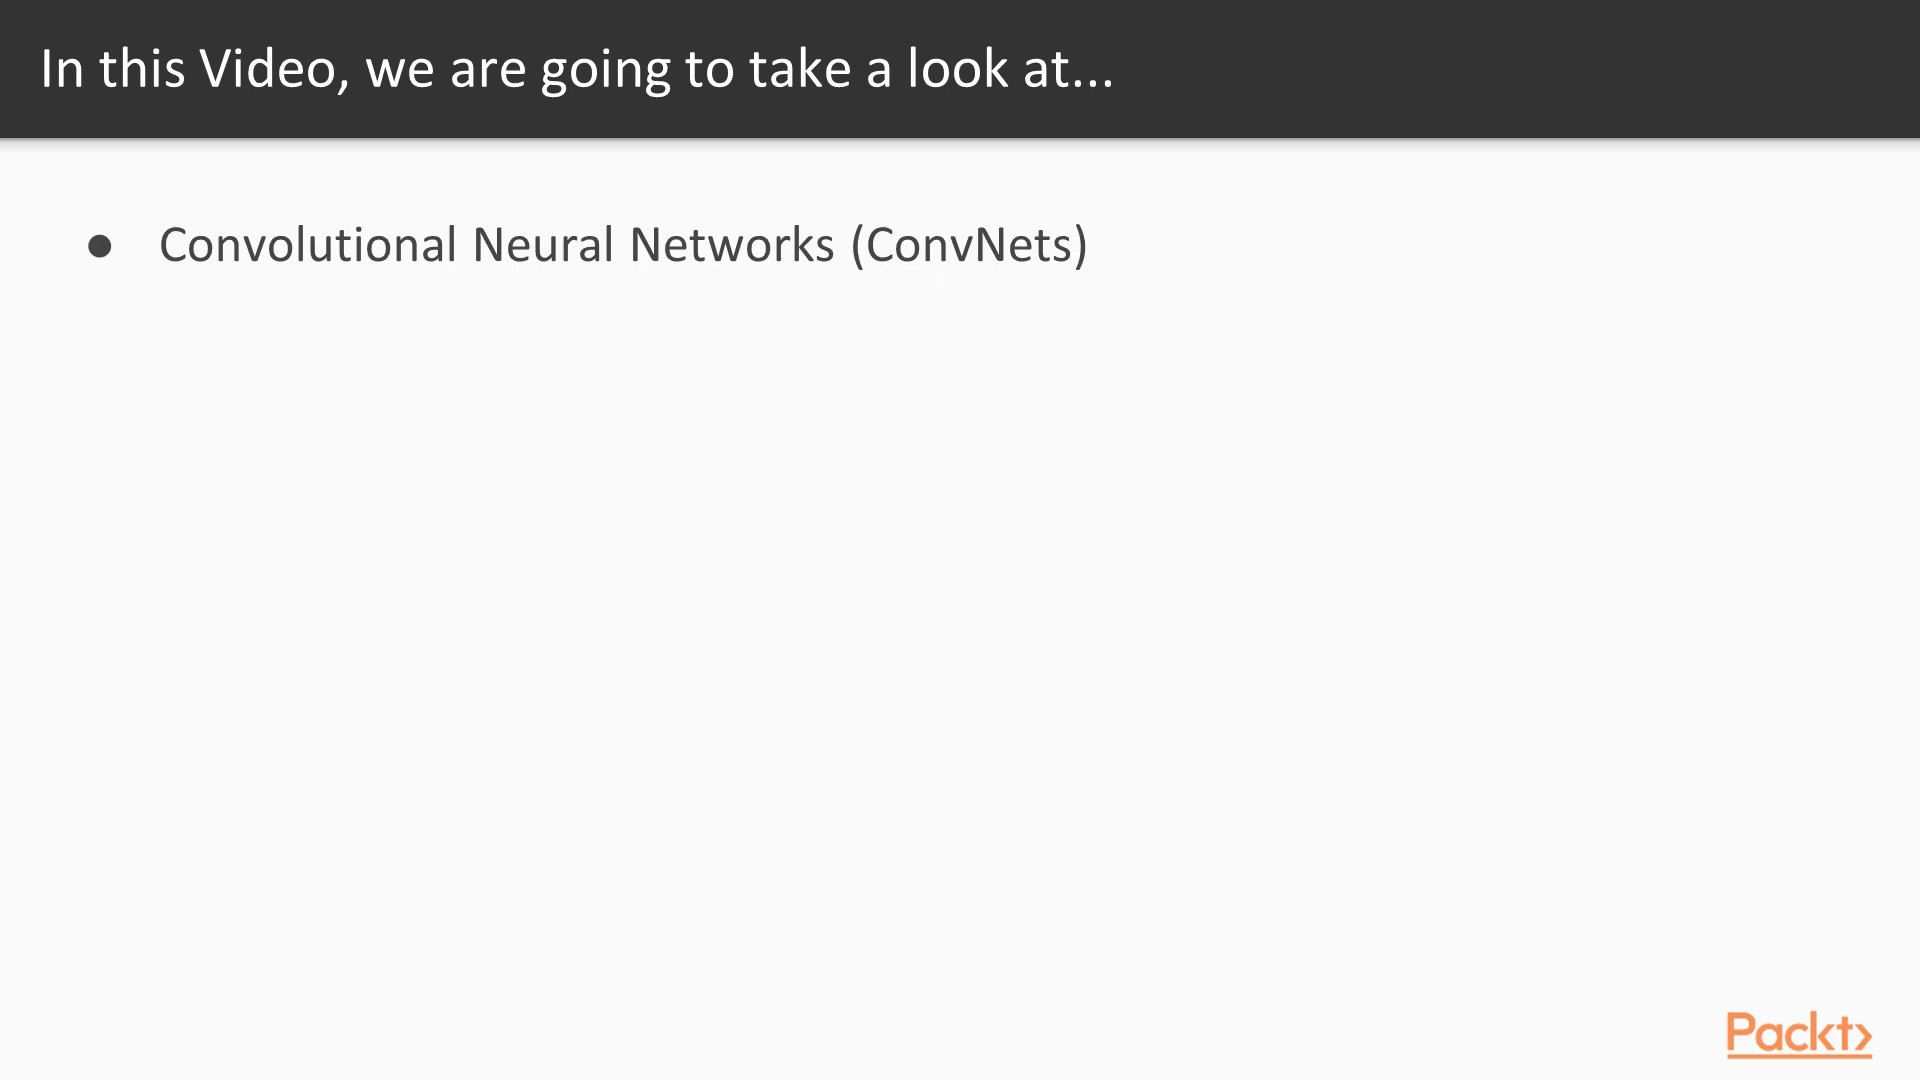 In this Video, we are going to take a look at...
● Convolutional Neural Networks (ConvNets)
Packt>